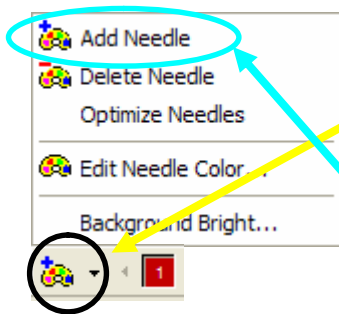 Add Needle
Delete Needle
Optimize Needles
Edit Needle Color...
Background Bright...
1